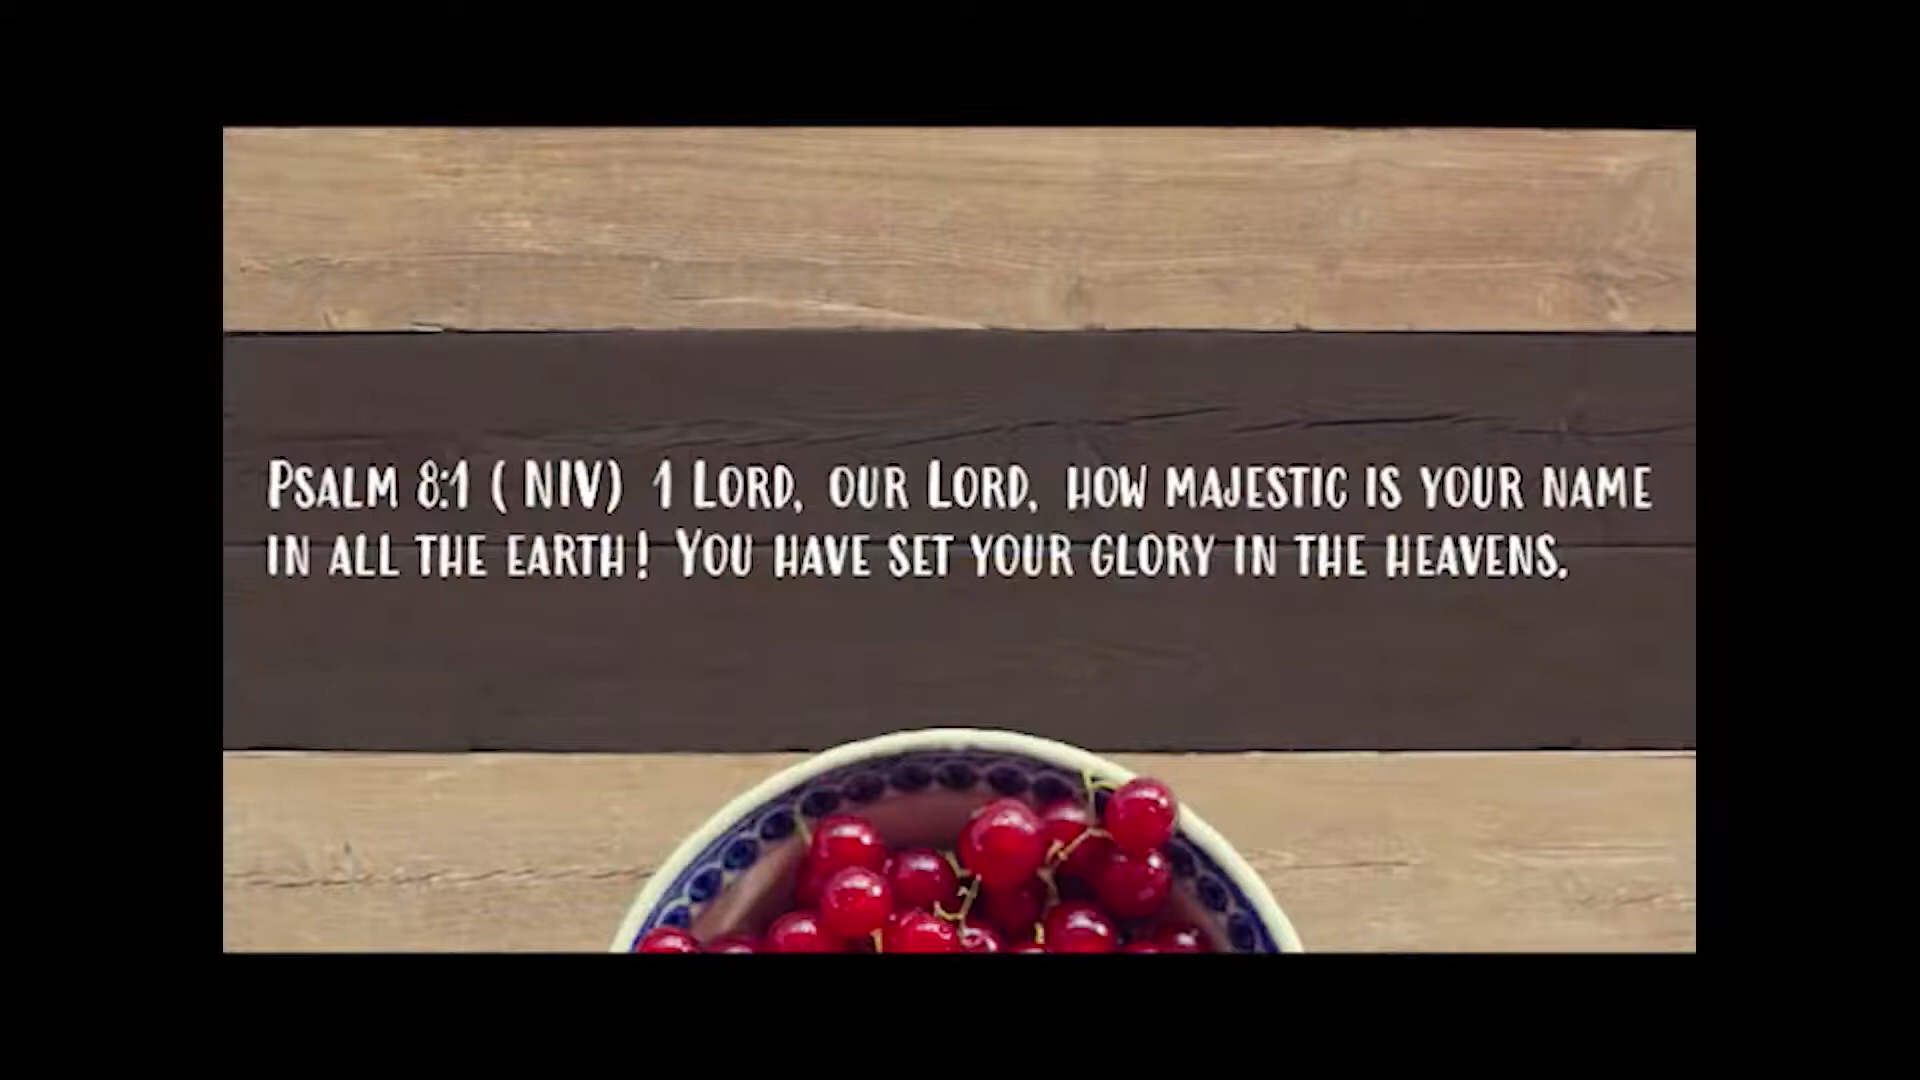 Psalm 8:1 ( NIV) 1 Lord, our Lord, how majestic is your name
in all the earth! You have set your glory in the heavens.